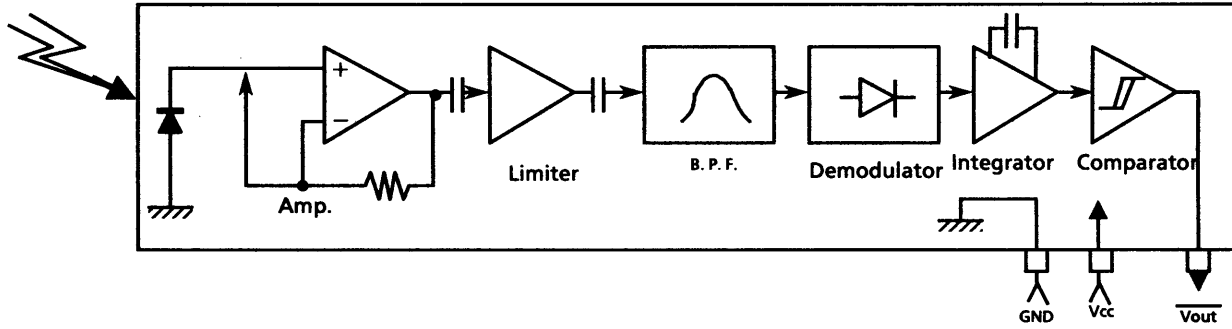 +
−
Amp.
Limiter
B. P. F.
Demodulator
Integrator
Comparator
GND
Vcc
Vout